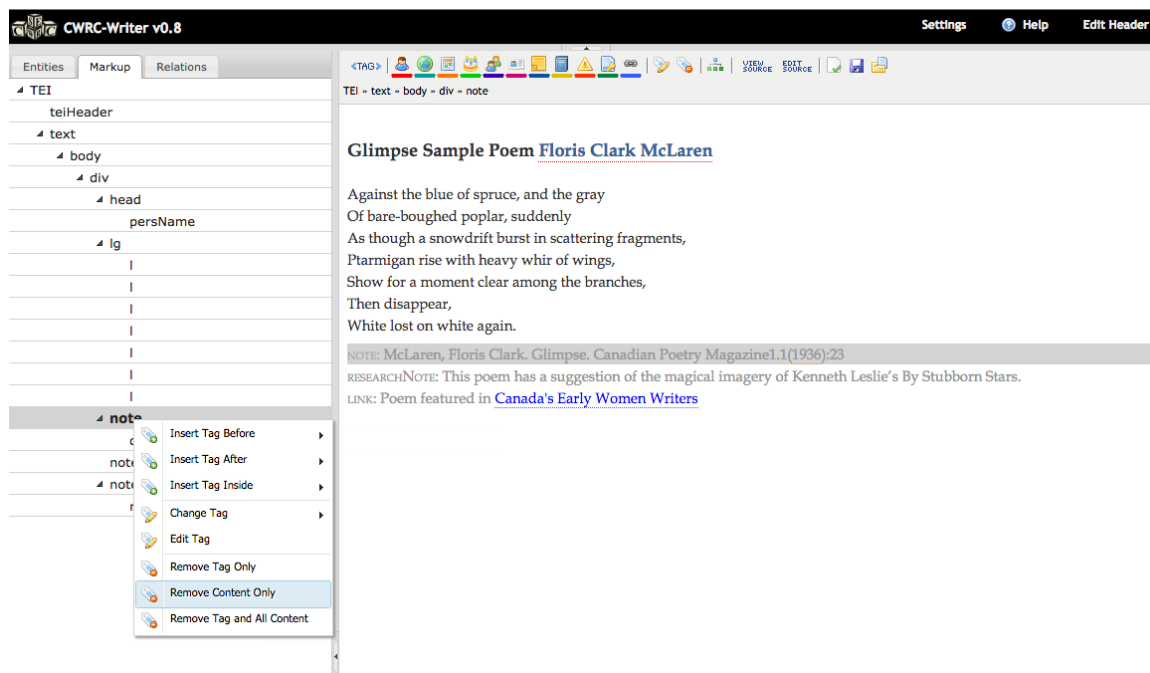 CWRC-Writer v0.8
Settings
Help
Edit Header
Entities
Markup
Relations
<TAG>
VIEW SOURCE
EDIT SOURCE
TEI
teiHeader
text
body
div
head
persName
lg
l
l
l
l
l
l
l
note
note
Insert Tag Before
Insert Tag After
Insert Tag Inside
Change Tag
Edit Tag
Remove Tag Only
Remove Content Only
Remove Tag and All Content
TEI » text » body » div » note
Glimpse Sample Poem Floris Clark McLaren
Against the blue of spruce, and the gray
Of bare-boughed poplar, suddenly
As though a snowdrift burst in scattering fragments,
Ptarmigan rise with heavy whir of wings,
Show for a moment clear among the branches,
Then disappear,
White lost on white again.
NOTE: McLaren, Floris Clark. Glimpse. Canadian Poetry Magazine1.1(1936):23
RESEARCHNOTE: This poem has a suggestion of the magical imagery of Kenneth Leslie's By Stubborn Stars.
LINK: Poem featured in Canada's Early Women Writers